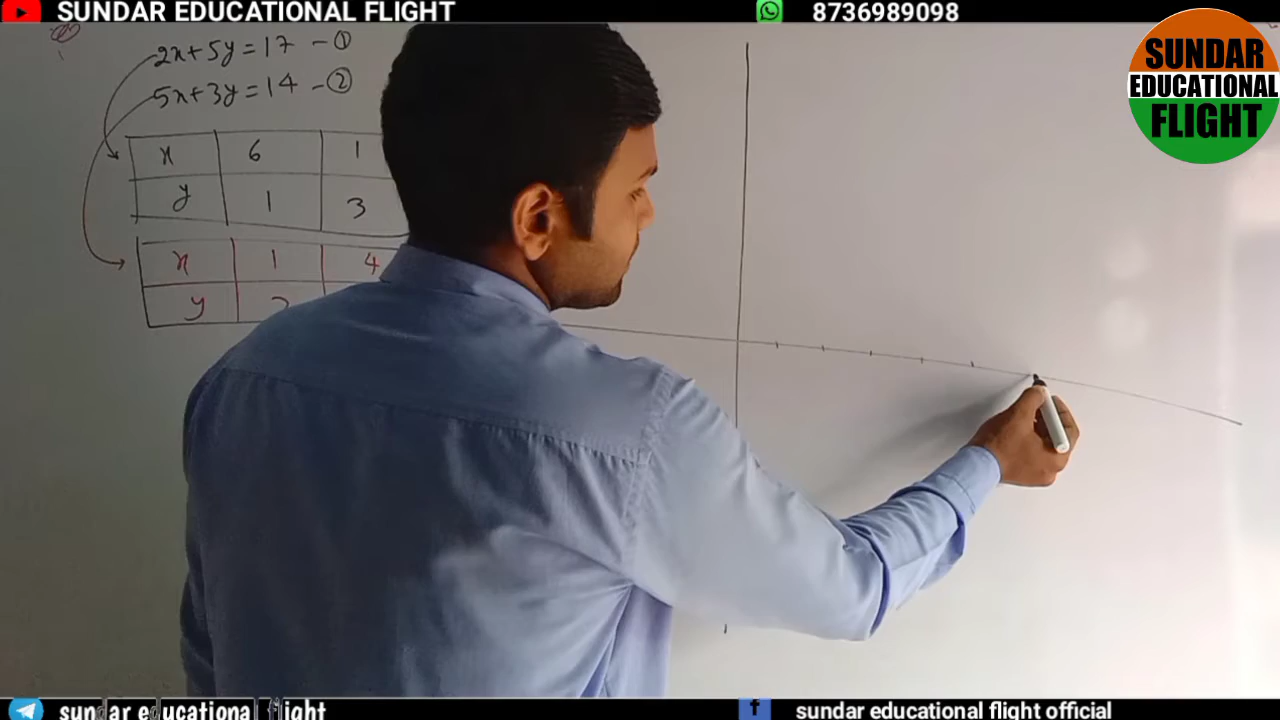 SUNDAR EDUCATIONAL FLIGHT
8736989098
SUNDAR
EDUCATIONAL
FLIGHT
2x+5y=17 -①
5x+3y=14 -②
x 6 1
y 1 3
x 1 4
y
sundar educational flight
sundar educational flight official